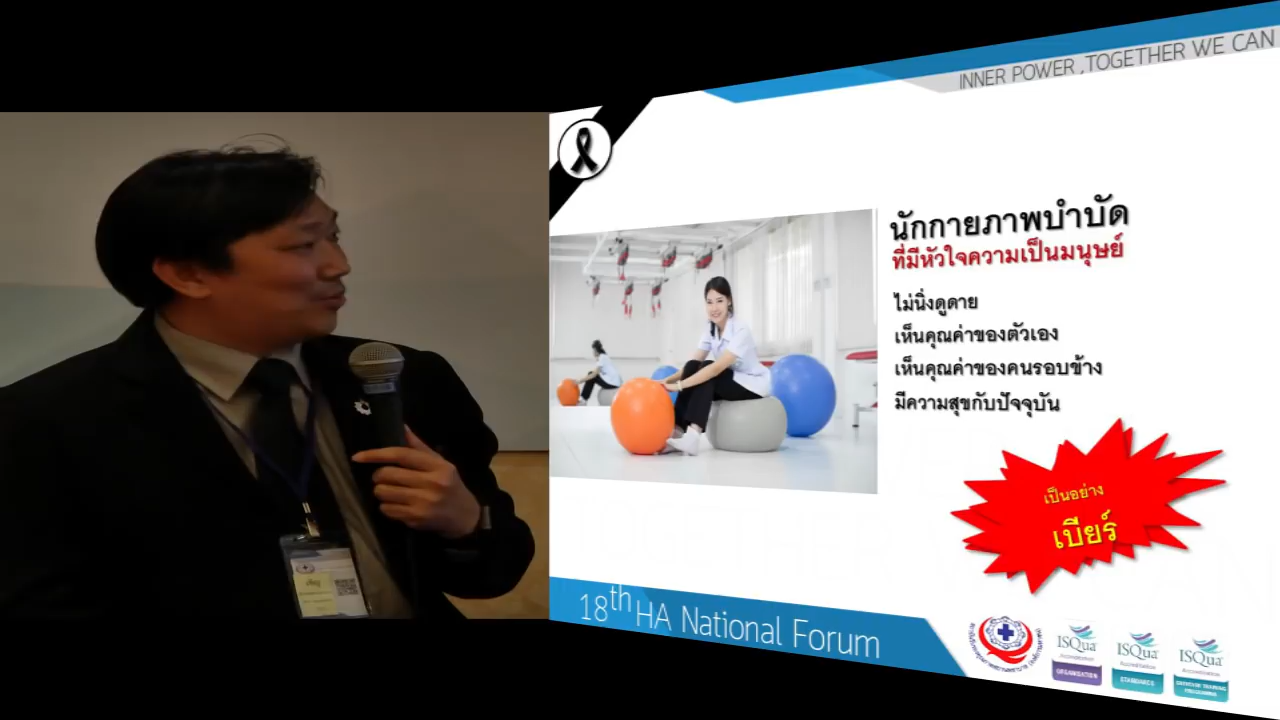 INNER POWER ,TOGETHER WE CAN
นักกายภาพบำบัด
ที่มีหัวใจความเป็นมนุษย์
ไม่นิ่งดูดาย
เห็นคุณค่าของตัวเอง
เห็นคุณค่าของคนรอบข้าง
มีความสุขกับปัจจุบัน
เป็นอย่าง
เบียร์
18th HA National Forum
ISQua
ORGANISATION
ISQua
STANDARDS
ISQua